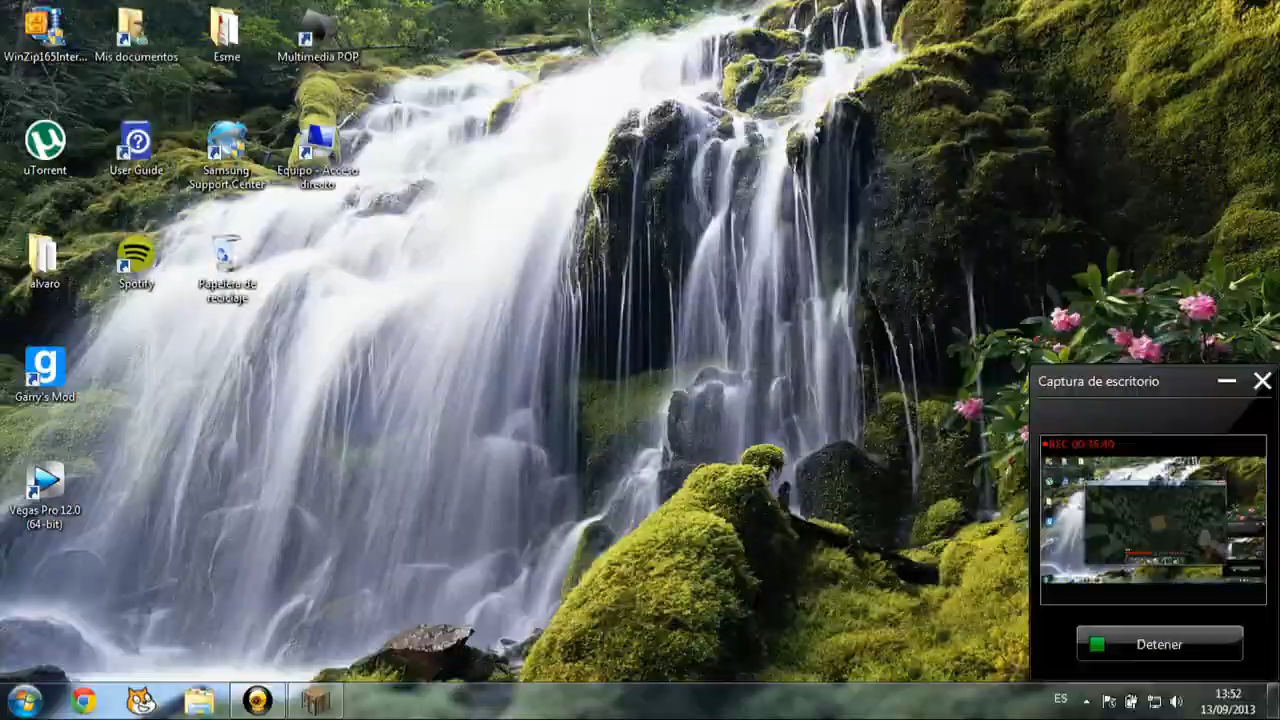 WinZip165Inter...
Mis documentos
Esme
Multimedia POP
uTorrent
User Guide
Samsung
Support Center
Equipo - Acceso
directo
alvaro
Spotify
Papelera de
reciclaje
g
Garry's Mod
Vegas Pro 12.0
(64-bit)
Captura de escritorio
REC 00:15:40
Detener
ES
13:52
13/09/2013